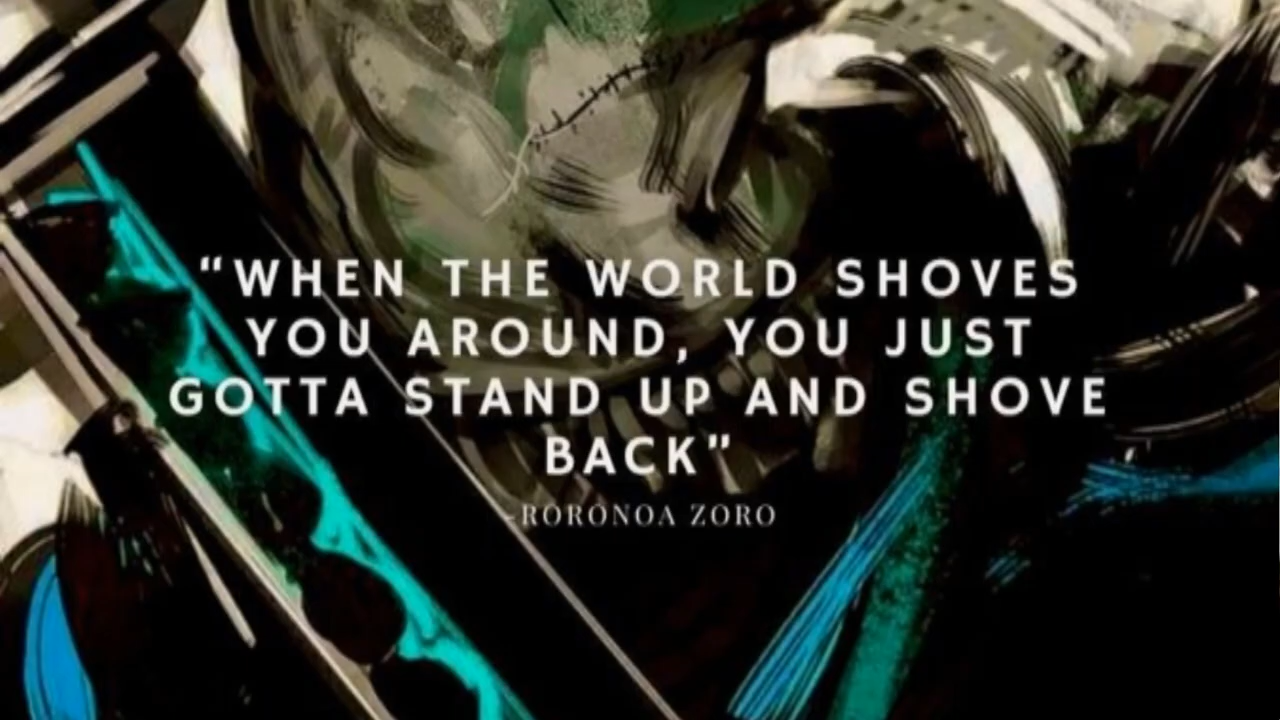 “WHEN THE WORLD SHOVES
YOU AROUND, YOU JUST
GOTTA STAND UP AND SHOVE
BACK”
-RORONOA ZORO